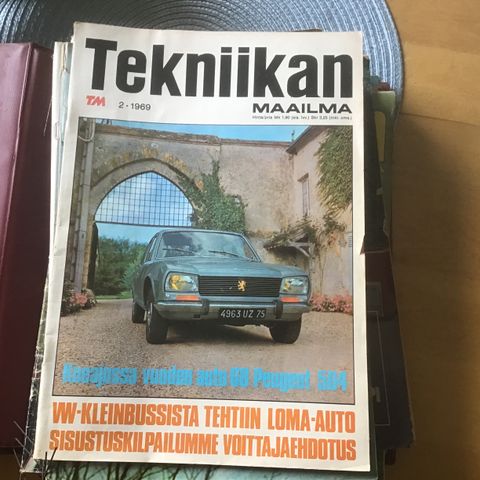 Tekniikan
MAAILMA
TM 2 • 1969
4963 UZ 75
Koeajossa vuoden auto 69 Peugeot 504
VW-KLEINBUSSISTA TEHTIIN LOMA-AUTO
SISUSTUSKILPAILUMME VOITTAJAEHDOTUS